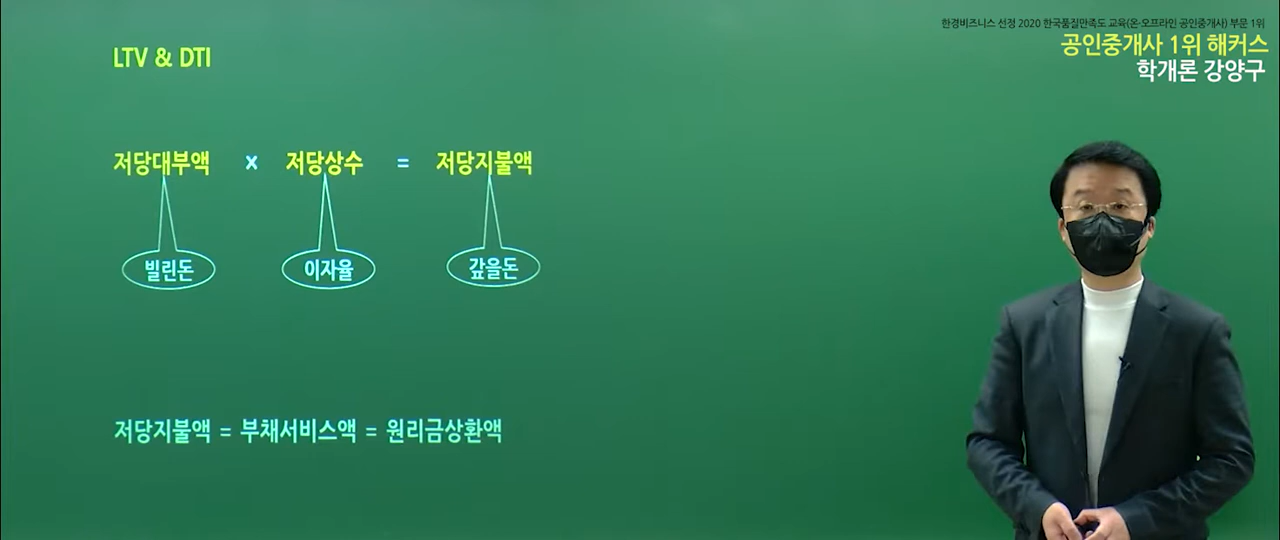 한경비즈니스 선정 2020 한국품질만족도 교육(온·오프라인 공인중개사) 부문 1위
공인중개사 1위 해커스
학개론 강양구
LTV & DTI
저당대부액 x 저당상수 = 저당지불액
빌린돈 이자율 갚을돈
저당지불액 = 부채서비스액 = 원리금상환액